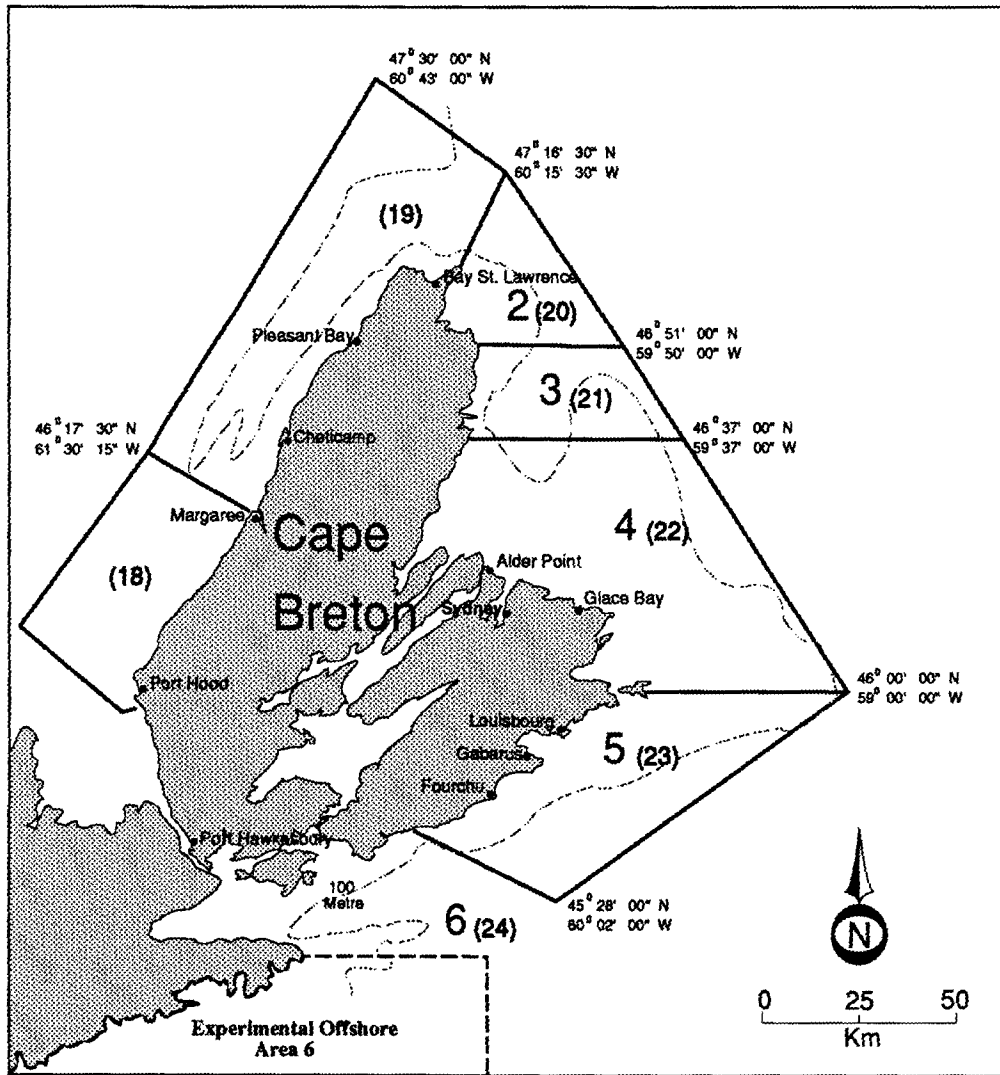 47° 30' 00" N
60° 43' 00" W
47° 16' 30" N
60° 15' 30" W
(19)
Bay St. Lawrence
2 (20)
Pleasant Bay
46° 51' 00" N
59° 50' 00" W
3 (21)
46° 17' 30" N
61° 30' 15" W
Cheticamp
46° 37' 00" N
59° 37' 00" W
Margaree
Cape
4 (22)
Alder Point
(18)
Breton
Sydney
Glace Bay
Port Hood
46° 00' 00" N
59° 00' 00" W
Louisbourg
5 (23)
Gabarus
Fourchu
Port Hawkesbury
100
Metre
45° 28' 00" N
60° 02' 00" W
6 (24)
N
Experimental Offshore
Area 6
0 25 50
Km